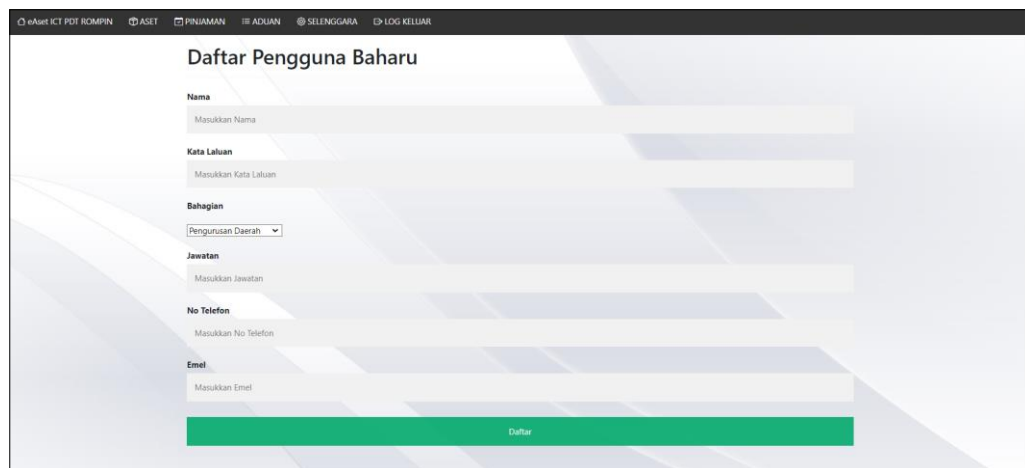 eAset ICT PDT ROMPIN ASET PINJAMAN ADUAN SELENGGARA LOG KELUAR
Daftar Pengguna Baharu
Nama
Masukkan Nama
Kata Laluan
Masukkan Kata Laluan
Bahagian
Pengurusan Daerah
Jawatan
Masukkan Jawatan
No Telefon
Masukkan No Telefon
Emel
Masukkan Emel
Daftar